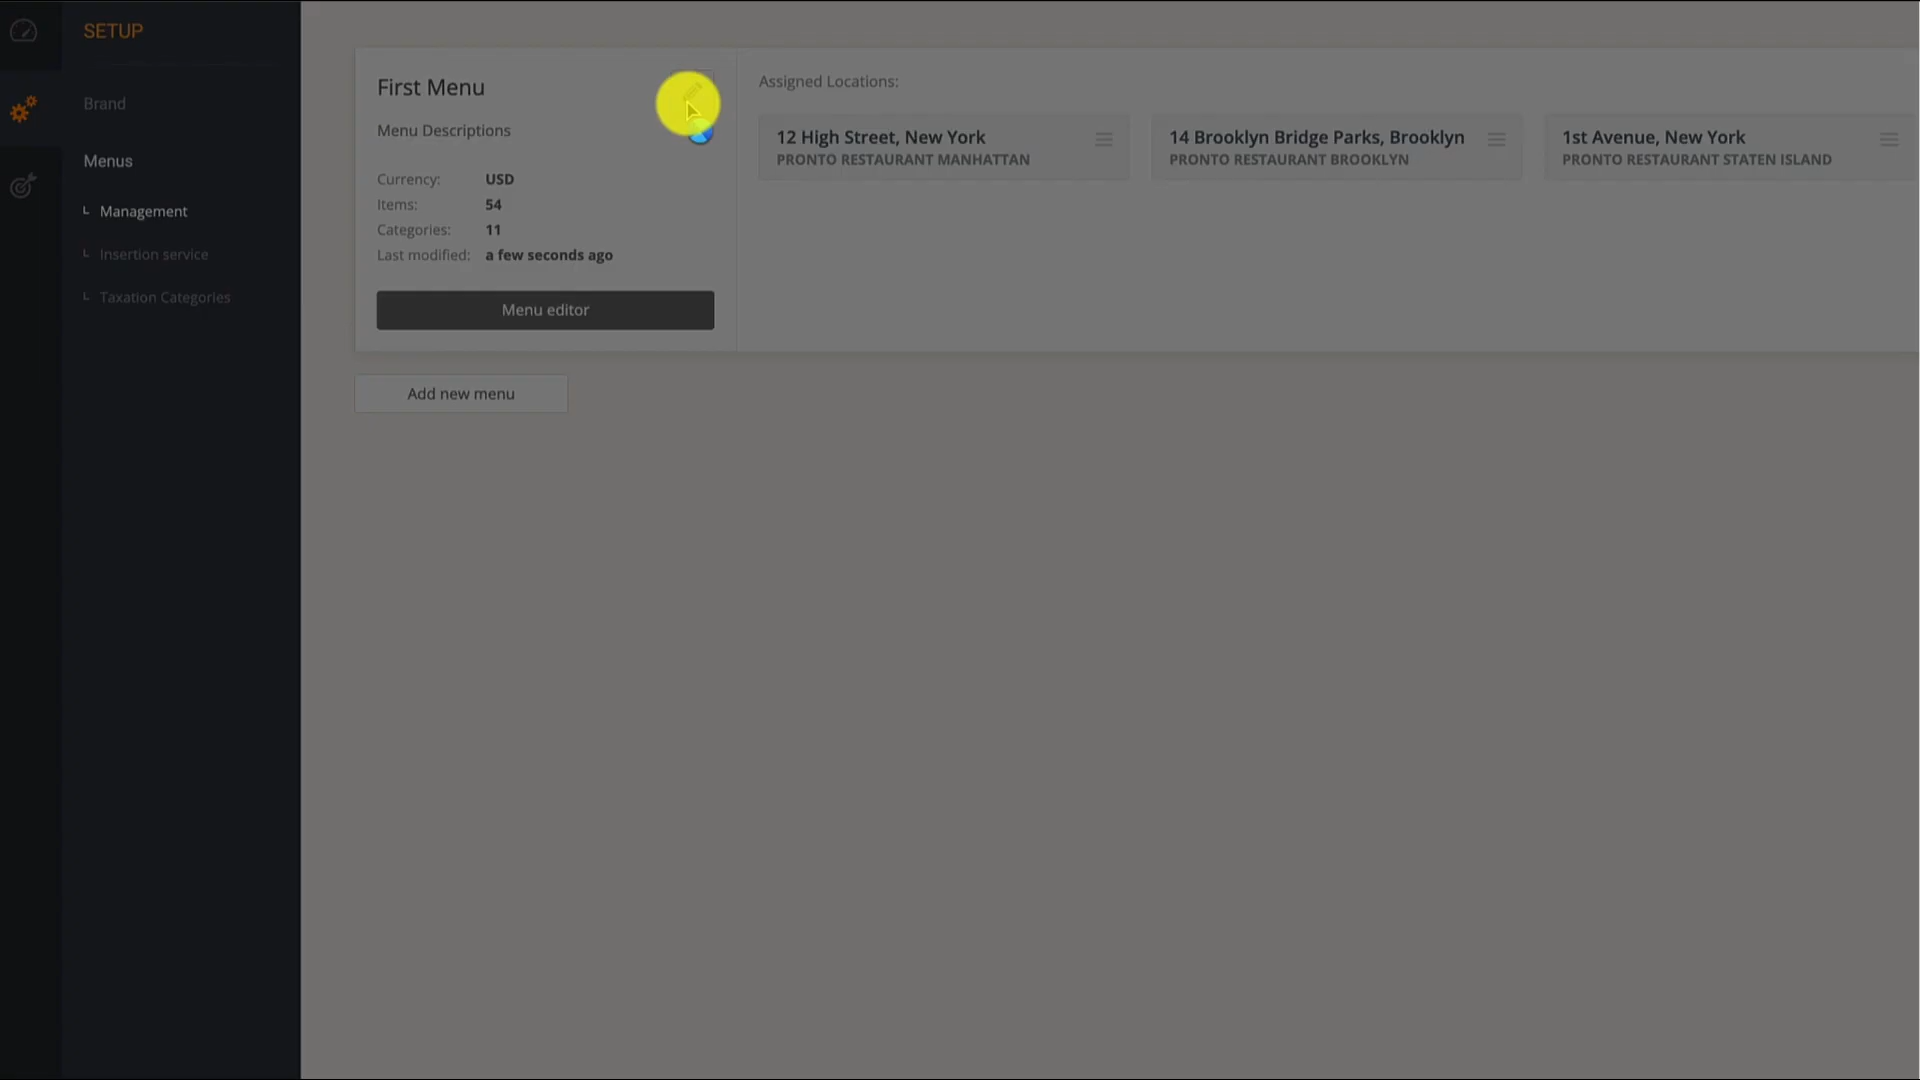 SETUP
Brand
Menus
Management
Insertion service
Taxation Categories
First Menu
Menu Descriptions
Currency: USD
Items: 54
Categories: 11
Last modified: a few seconds ago
Menu editor
Add new menu
Assigned Locations:
12 High Street, New York
PRONTO RESTAURANT MANHATTAN
14 Brooklyn Bridge Parks, Brooklyn
PRONTO RESTAURANT BROOKLYN
1st Avenue, New York
PRONTO RESTAURANT STATEN ISLAND